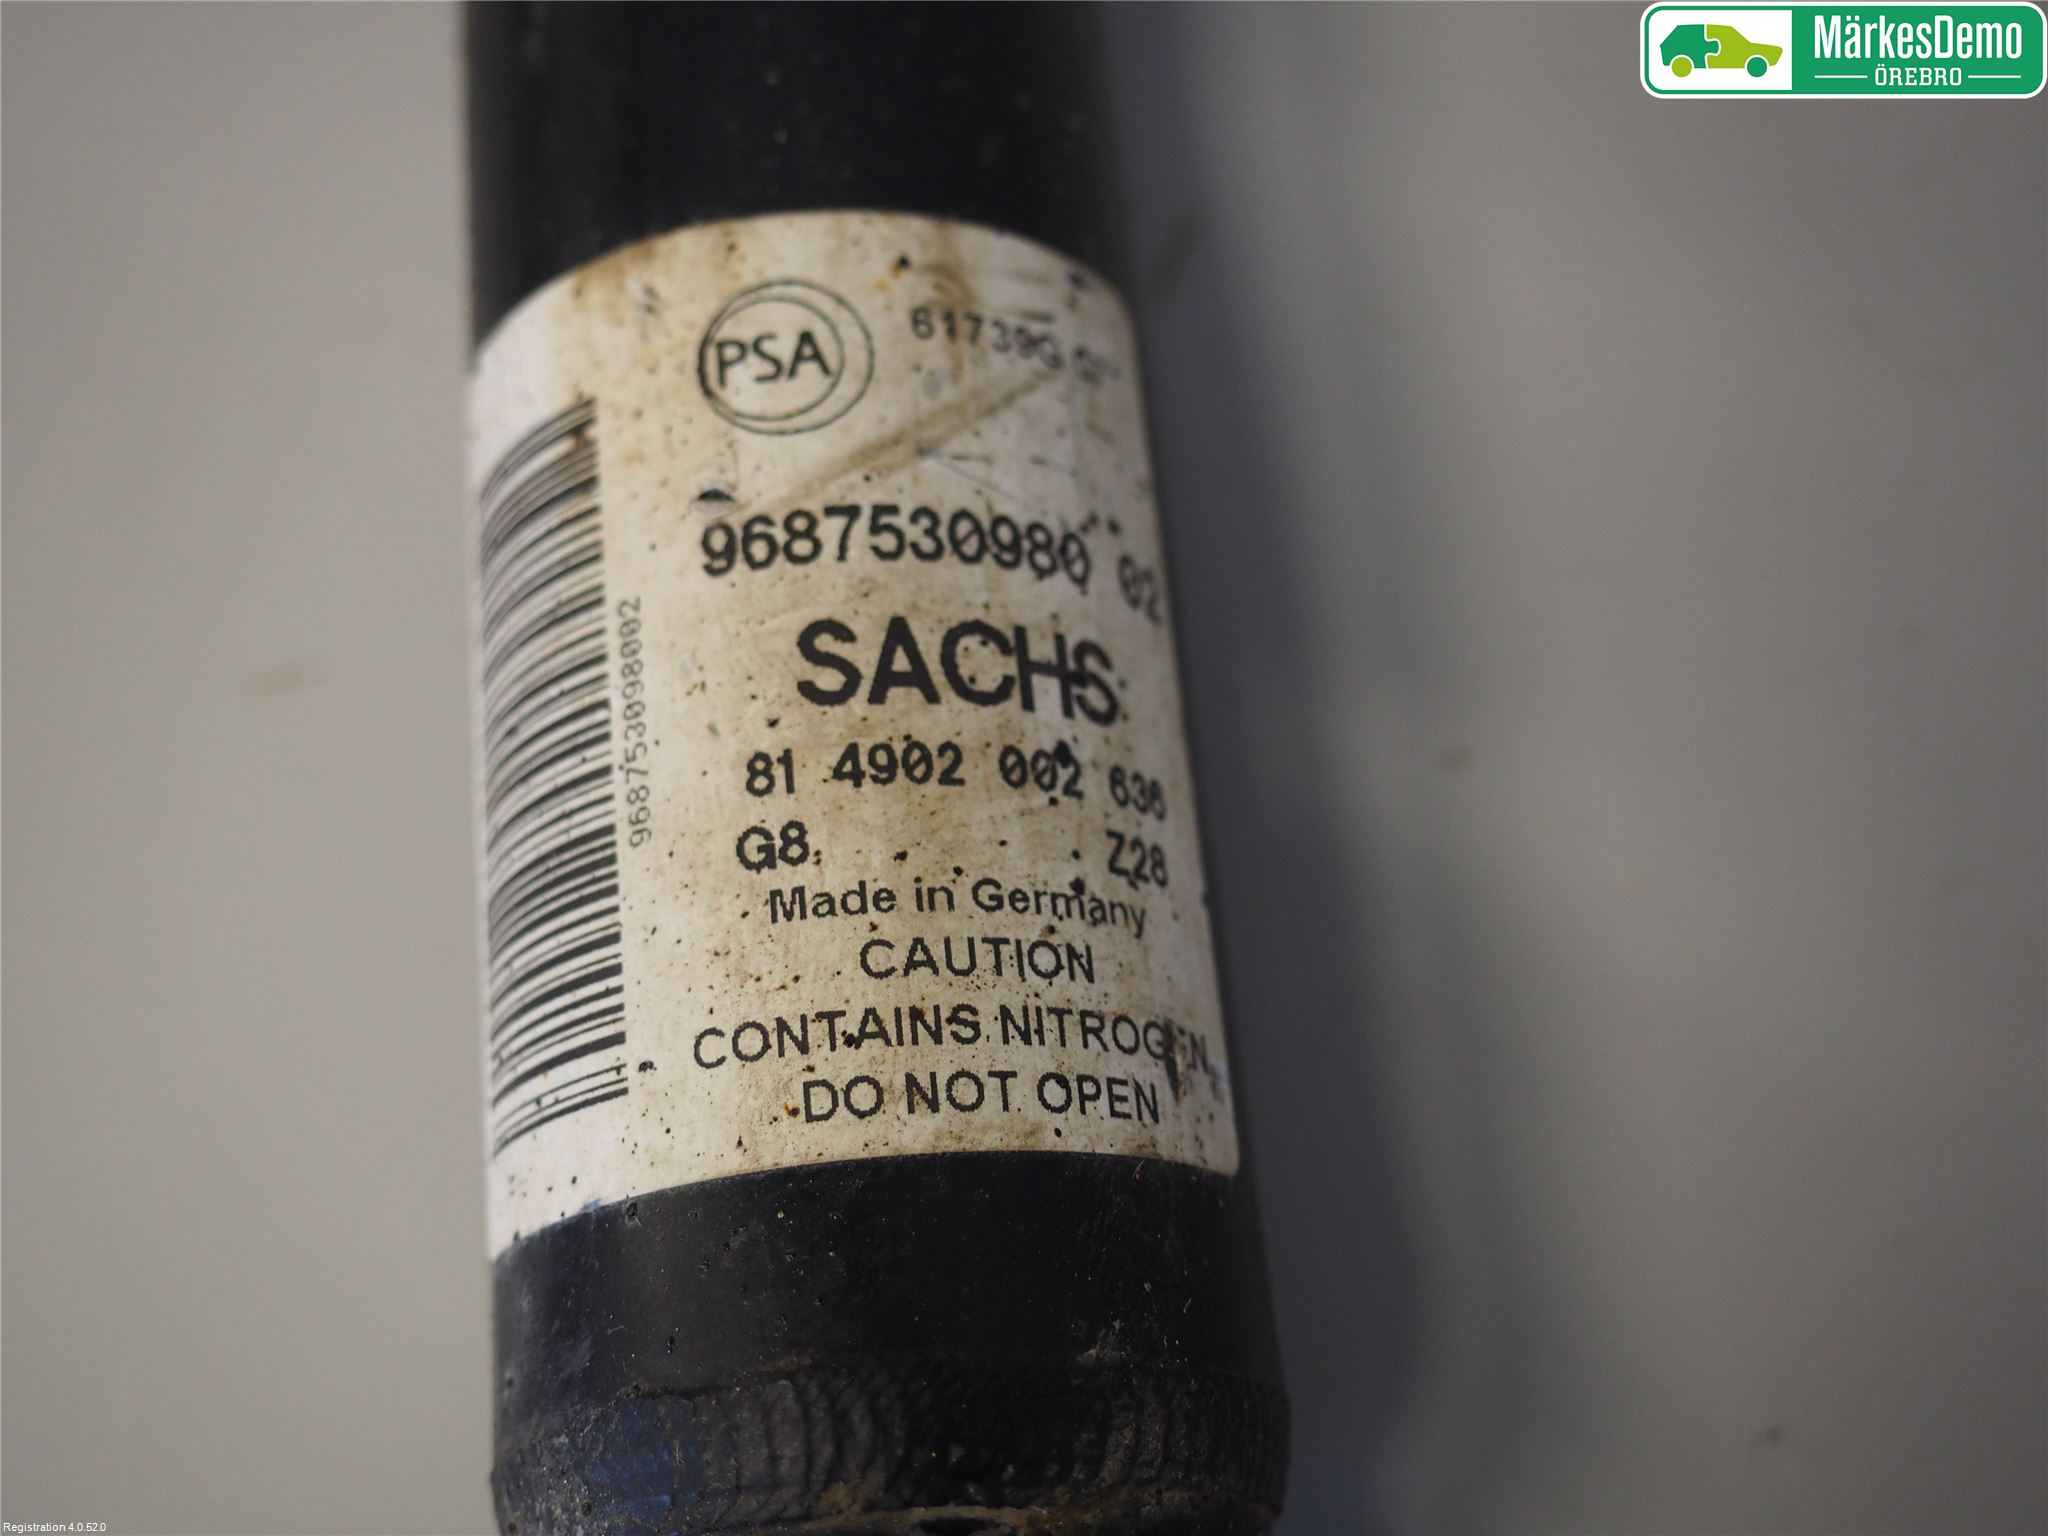 MärkesDemo
ÖREBRO
PSA
61739G
9687530980 02
968753098002
SACHS
81 4902 002 636
G8 Z28
Made in Germany
CAUTION
CONTAINS NITROGEN
DO NOT OPEN
Registration 4.0.52.0